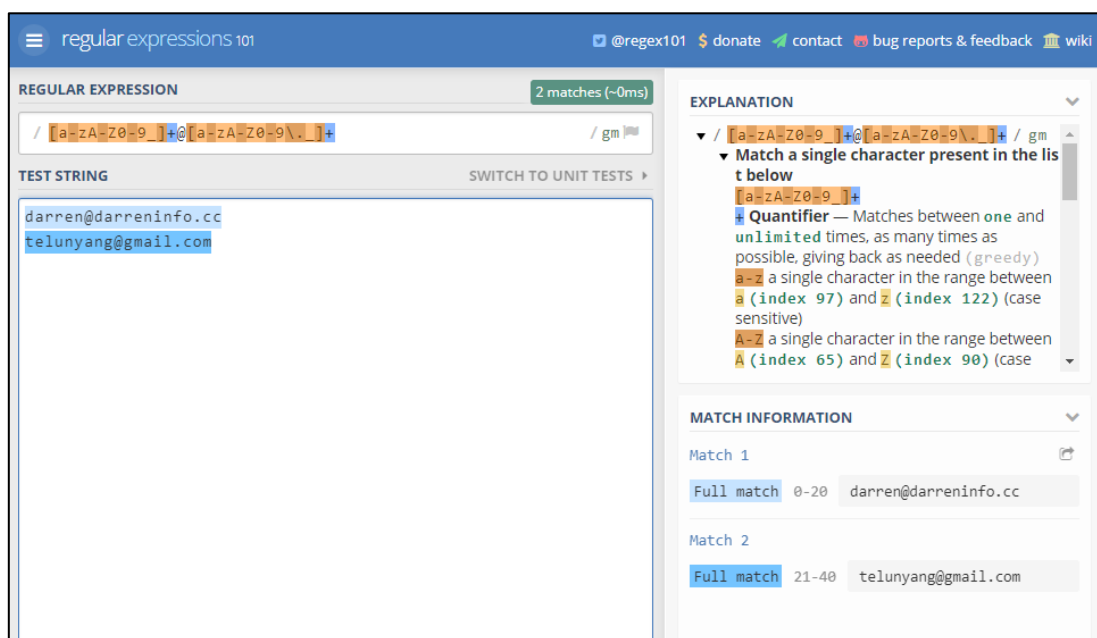 regular expressions 101
@regex101 $ donate contact bug reports & feedback wiki
REGULAR EXPRESSION
2 matches (~0ms)
/ [a-zA-Z0-9_]+@[a-zA-Z0-9\._]+ / gm
TEST STRING
SWITCH TO UNIT TESTS
darren@darreninfo.cc
telunyang@gmail.com
EXPLANATION
/ [a-zA-Z0-9_]+@[a-zA-Z0-9\._]+ / gm
Match a single character present in the lis
t below
[a-zA-Z0-9_]+
+ Quantifier — Matches between one and
unlimited times, as many times as
possible, giving back as needed (greedy)
a-z a single character in the range between
a (index 97) and z (index 122) (case
sensitive)
A-Z a single character in the range between
A (index 65) and Z (index 90) (case
MATCH INFORMATION
Match 1
Full match 0-20 darren@darreninfo.cc
Match 2
Full match 21-40 telunyang@gmail.com